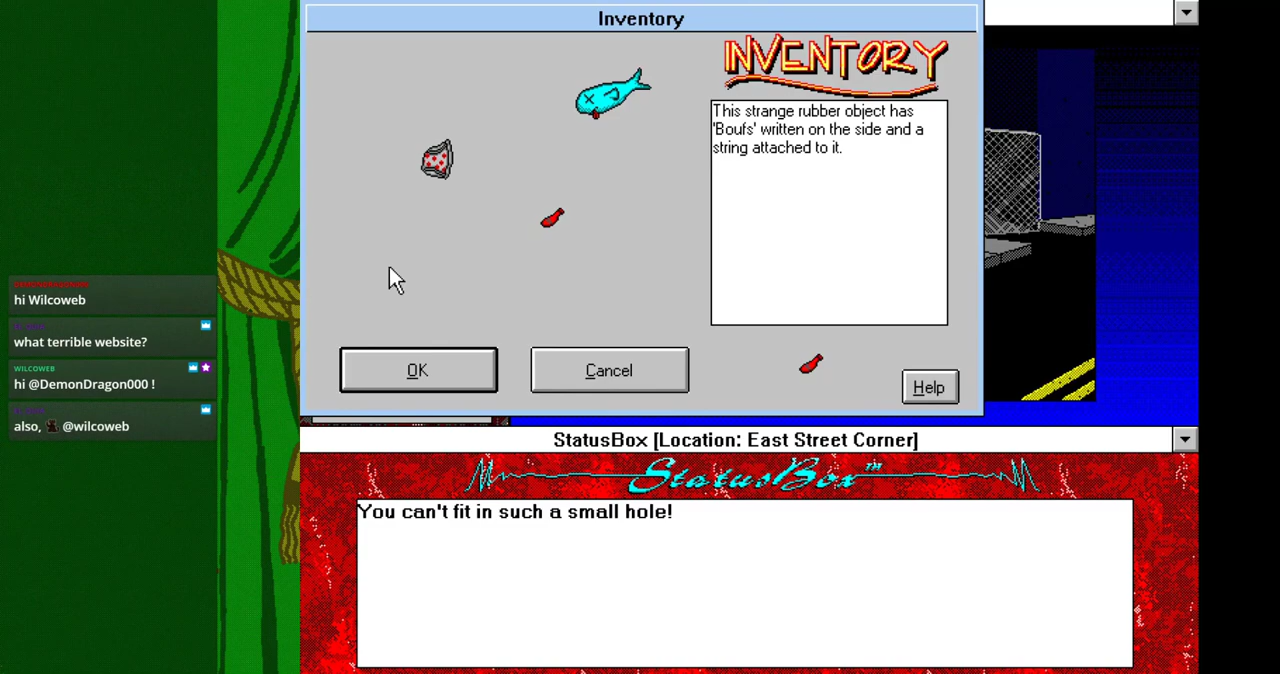 Inventory
INVENTORY
This strange rubber object has
'Boufs' written on the side and a
string attached to it.
OK
Cancel
Help
hi Wilcoweb
what terrible website?
WILCOWEB
hi @DemonDragon000 !
also, @wilcoweb
StatusBox [Location: East Street Corner]
StatusBox™
You can't fit in such a small hole!